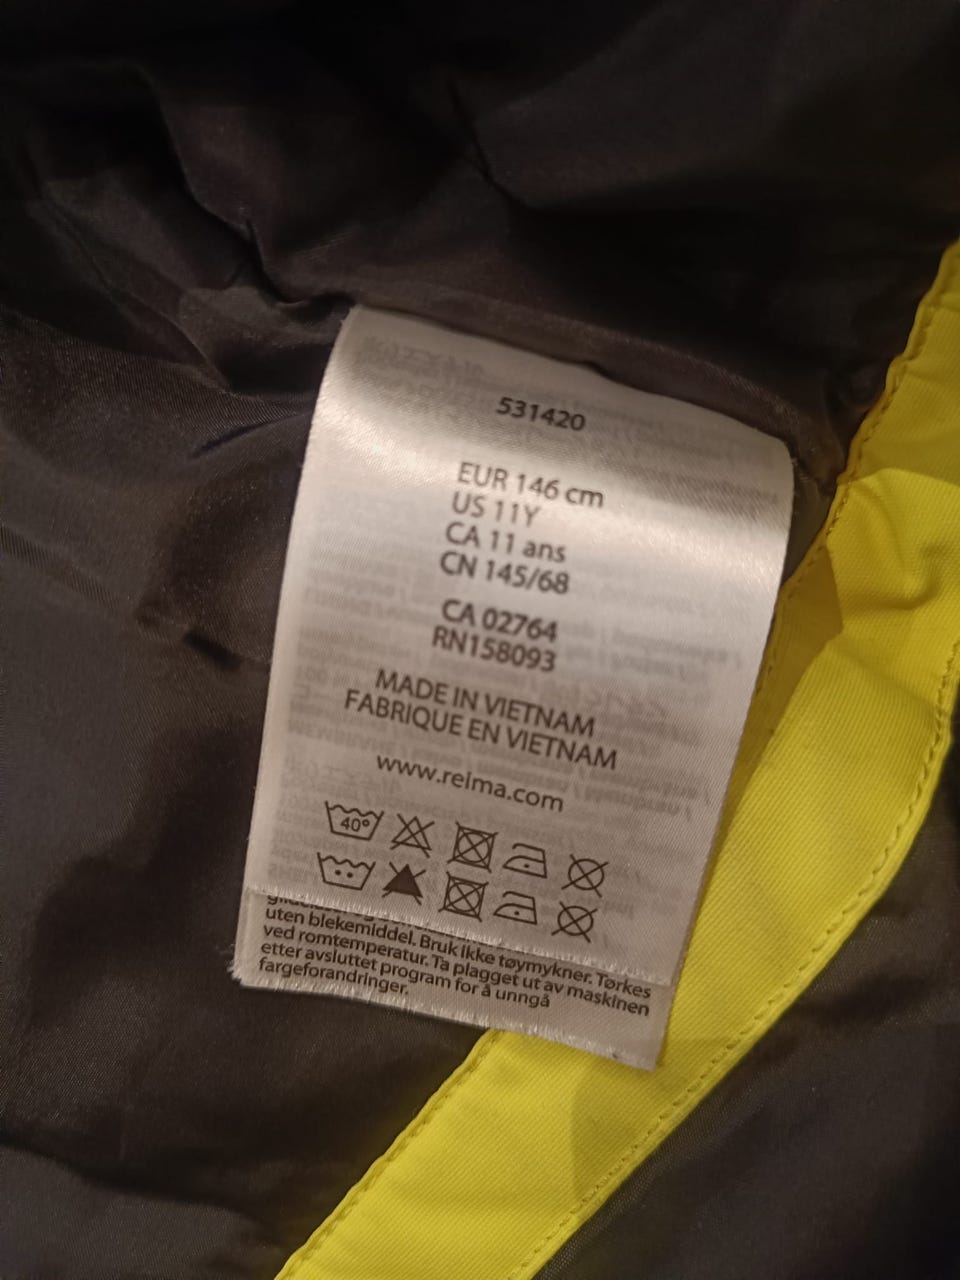 531420
EUR 146 cm
US 11Y
CA 11 ans
CN 145/68
CA 02764
RN158093
MADE IN VIETNAM
FABRIQUE EN VIETNAM
www.reima.com
40°
uten blekemiddel. Bruk ikke tøymykner. Tørkes
ved romtemperatur. Ta plagget ut av maskinen
etter avsluttet program for å unngå
fargeforandringer.